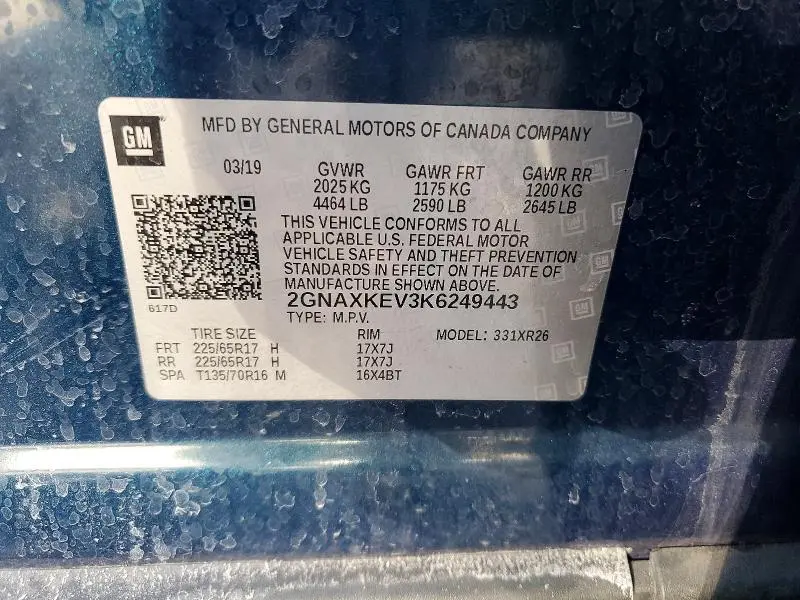 GM
MFD BY GENERAL MOTORS OF CANADA COMPANY
03/19 GVWR GAWR FRT GAWR RR
2025 KG 1175 KG 1200 KG
4464 LB 2590 LB 2645 LB
THIS VEHICLE CONFORMS TO ALL
APPLICABLE U.S. FEDERAL MOTOR
VEHICLE SAFETY AND THEFT PREVENTION
STANDARDS IN EFFECT ON THE DATE OF
MANUFACTURE SHOWN ABOVE.
2GNAXKEV3K6249443
617D
TYPE: M.P.V.
TIRE SIZE RIM MODEL: 331XR26
FRT 225/65R17 H 17X7J
RR 225/65R17 H 17X7J
SPA T135/70R16 M 16X4BT